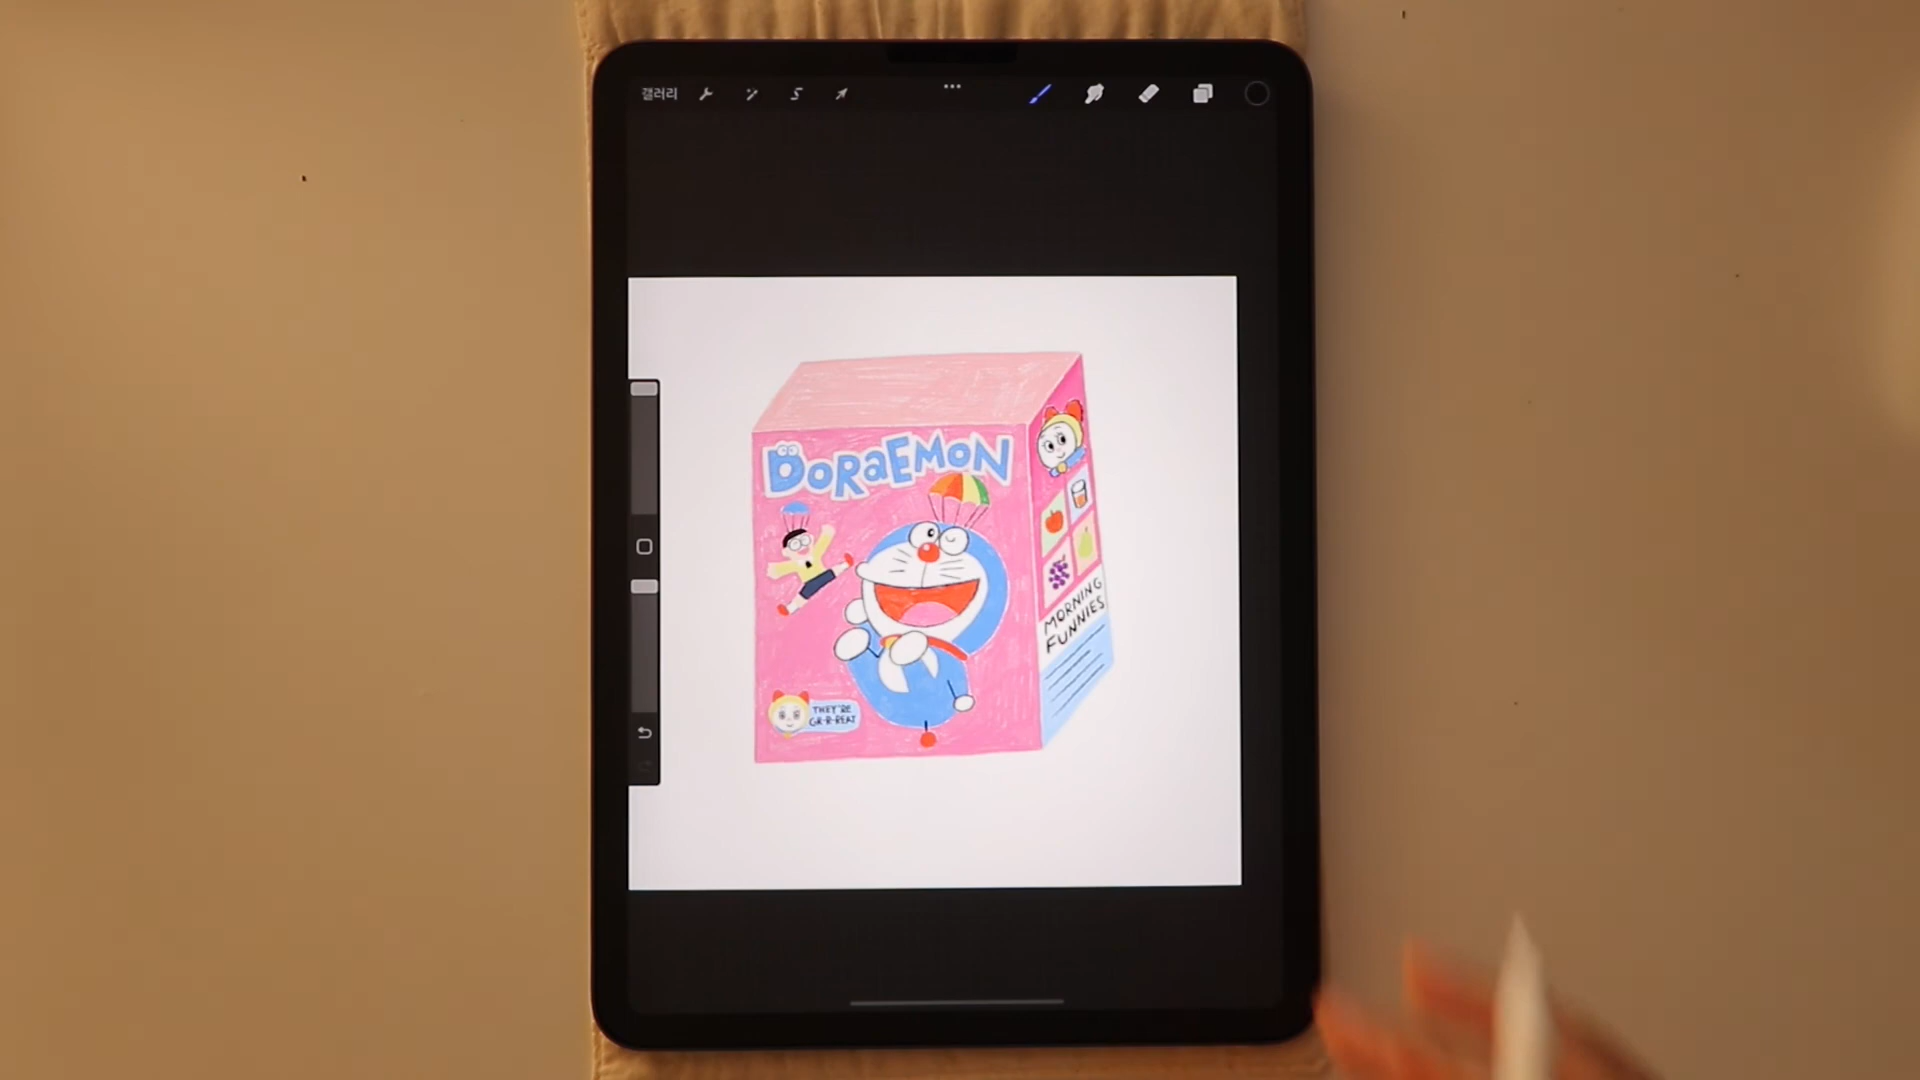 갤러리
DORAEMON
THEY'RE
GR-R-REAT
MORNING
FUNNIES